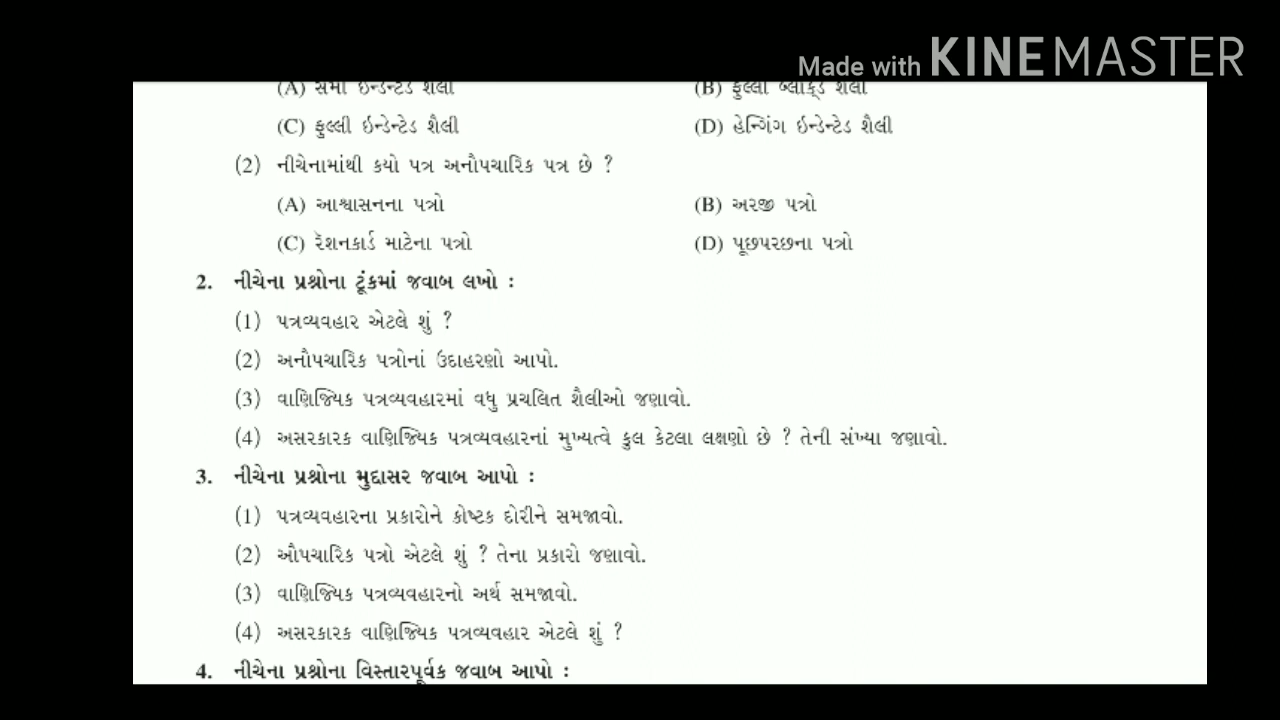 Made with KINEMASTER
(A) સેમી ઇન્ડેન્ટેડ શૈલી (B) ફુલ્લી બ્લોક્ડ શૈલી
(C) ફુલ્લી ઇન્ડેન્ટેડ શૈલી (D) હેન્ગિંગ ઇન્ડેન્ટેડ શૈલી
(2) નીચેનામાંથી કયો પત્ર અનૌપચારિક પત્ર છે ?
(A) આશ્વાસનના પત્રો (B) અરજી પત્રો
(C) રૅશનકાર્ડ માટેના પત્રો (D) પૂછપરછના પત્રો
2. નીચેના પ્રશ્નોના ટૂંકમાં જવાબ લખો :
(1) પત્રવ્યવહાર એટલે શું ?
(2) અનૌપચારિક પત્રોનાં ઉદાહરણો આપો.
(3) વાણિજ્યિક પત્રવ્યવહારમાં વધુ પ્રચલિત શૈલીઓ જણાવો.
(4) અસરકારક વાણિજ્યિક પત્રવ્યવહારનાં મુખ્યત્વે કુલ કેટલા લક્ષણો છે ? તેની સંખ્યા જણાવો.
3. નીચેના પ્રશ્નોના મુદ્દાસર જવાબ આપો :
(1) પત્રવ્યવહારના પ્રકારોને કોષ્ટક દોરીને સમજાવો.
(2) ઔપચારિક પત્રો એટલે શું ? તેના પ્રકારો જણાવો.
(3) વાણિજ્યિક પત્રવ્યવહારનો અર્થ સમજાવો.
(4) અસરકારક વાણિજ્યિક પત્રવ્યવહાર એટલે શું ?
4. નીચેના પ્રશ્નોના વિસ્તારપૂર્વક જવાબ આપો :